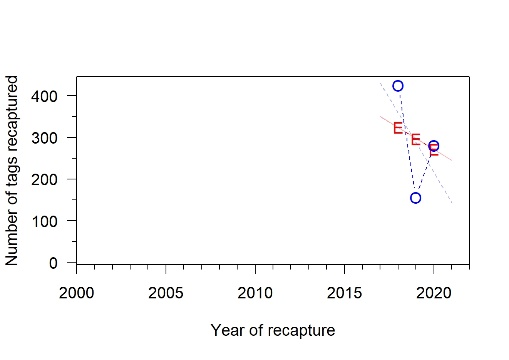 Number of tags recaptured
400
300
200
100
0
O
E
E
O
E
O
2000
2005
2010
2015
2020
Year of recapture